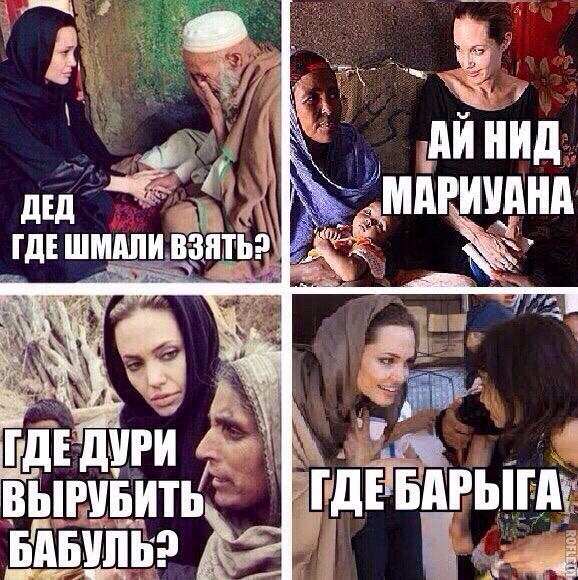 ДЕД
ГДЕ ШМАЛИ ВЗЯТЬ?
АЙ НИД
МАРИУАНА
ГДЕ ДУРИ
ВЫРУБИТЬ
БАБУЛЬ?
ГДЕ БАРЫГА